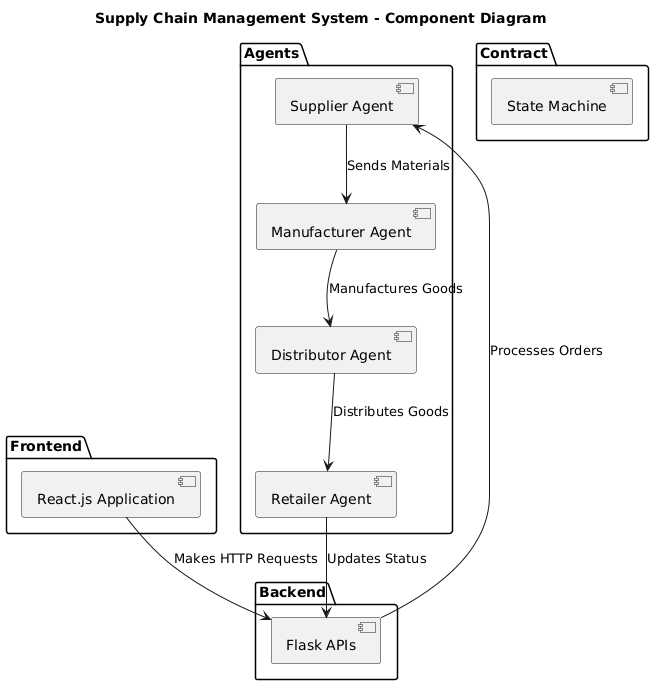 Supply Chain Management System - Component Diagram
Agents
Contract
Supplier Agent
State Machine
Sends Materials
Manufacturer Agent
Manufactures Goods
Distributor Agent
Processes Orders
Distributes Goods
Frontend
React.js Application
Retailer Agent
Makes HTTP Requests
Updates Status
Backend
Flask APIs